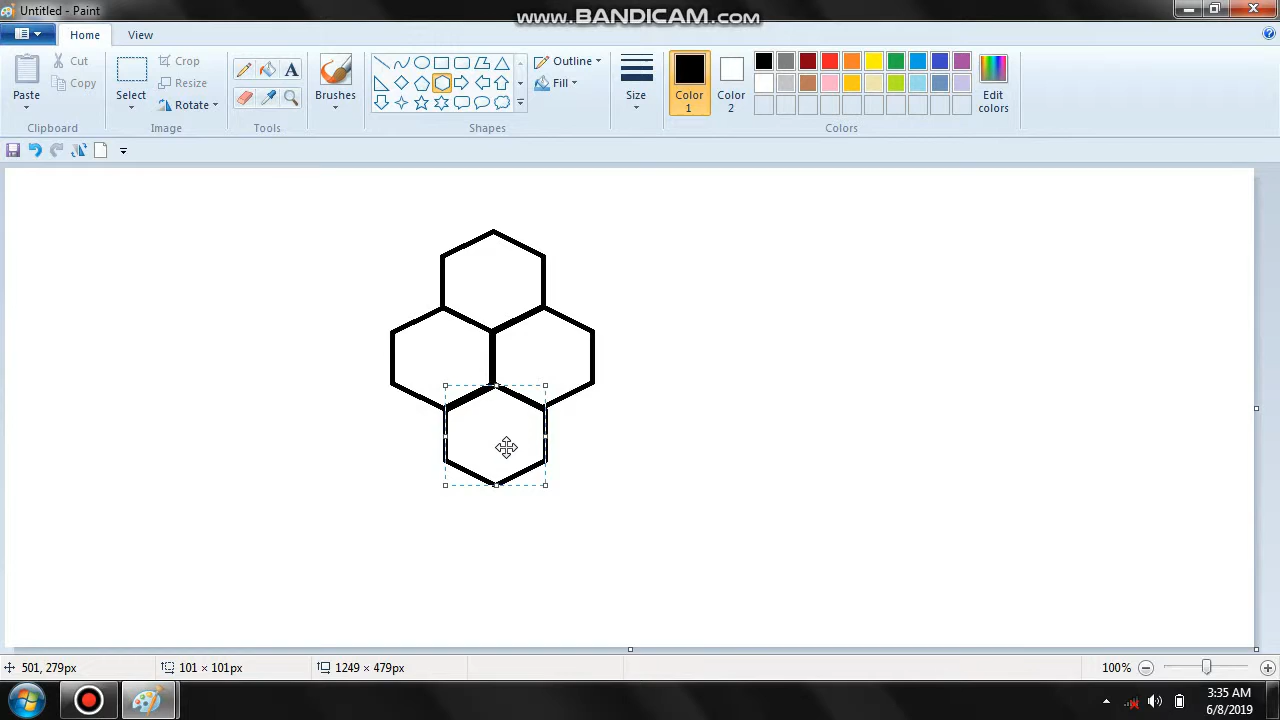 Untitled - Paint
www.BANDICAM.com
Home
View
Paste
Cut
Copy
Clipboard
Select
Crop
Resize
Rotate
Image
A
Tools
Brushes
Outline
Fill
Shapes
Size
Color 1
Color 2
Edit colors
Colors
501, 279px
101 × 101px
1249 × 479px
100%
3:35 AM
6/8/2019